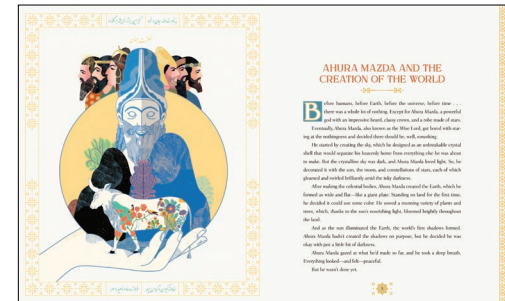 AHURA MAZDA AND THE
CREATION OF THE WORLD
Before humans, before Earth, before the universe, before time . . .
there was a whole lot of nothing. Except for Ahura Mazda, a powerful
god with an impressive beard, classy crown, and a robe made of stars.
Eventually, Ahura Mazda, also known as the Wise Lord, got bored with star-
ing at the nothingness and decided there should be, well, something.
He started by creating the sky, which he designed as an unbreakable crystal
shell that would separate his heavenly home from everything else he was about
to make. But the crystalline sky was dark, and Ahura Mazda loved light. So, he
decorated it with the sun, the moon, and constellations of stars, each of which
gleamed and swirled brilliantly amid the inky darkness.
After making the celestial bodies, Ahura Mazda created the Earth, which he
formed as wide and flat—like a giant plate. Standing on land for the first time,
he decided it could use some color. He sowed a stunning variety of plants and
trees, which, thanks to the sun's nourishing light, bloomed brightly throughout
the land.
And as the sun illuminated the Earth, the world's first shadows formed.
Ahura Mazda hadn't created the shadows on purpose, but he decided he was
okay with just a little bit of darkness.
Ahura Mazda gazed at what he'd made so far, and he took a deep breath.
Everything looked—and felt—peaceful.
But he wasn't done yet.